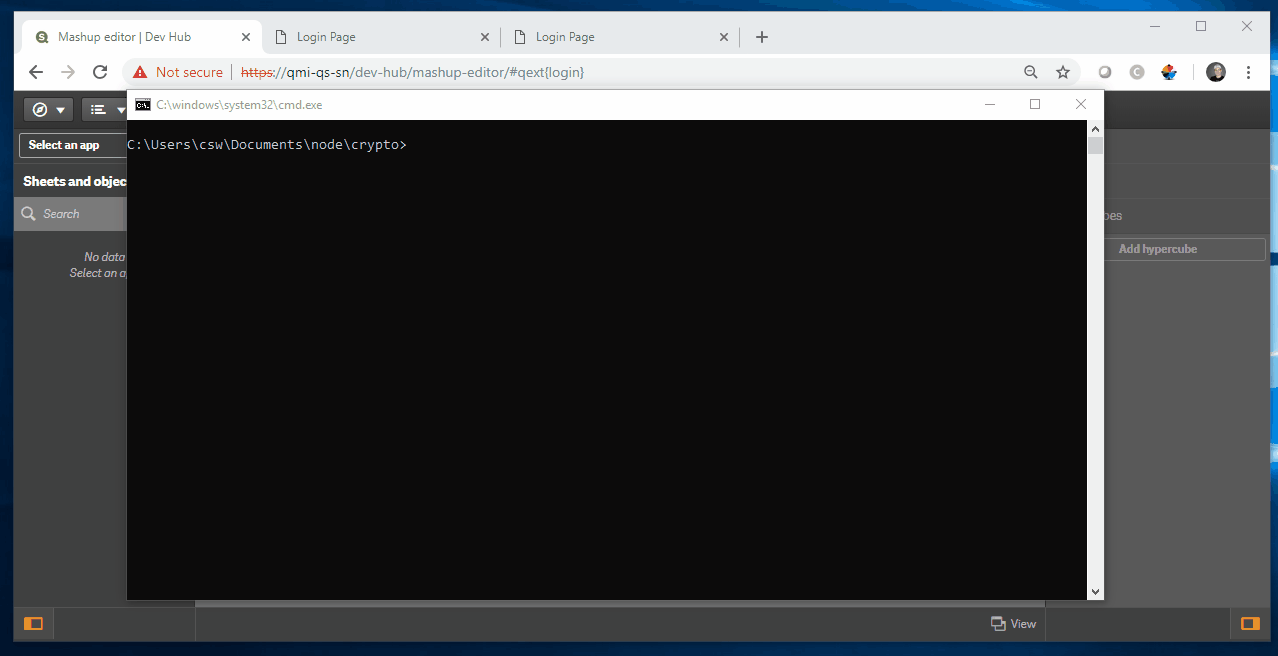 Mashup editor | Dev Hub
Login Page
Login Page
Not secure
https://qmi-qs-sn/dev-hub/mashup-editor/#qext{login}
C:\windows\system32\cmd.exe
Select an app
C:\Users\csw\Documents\node\crypto>
Sheets and objec
Search
No data
Select an a
Add hypercube
View